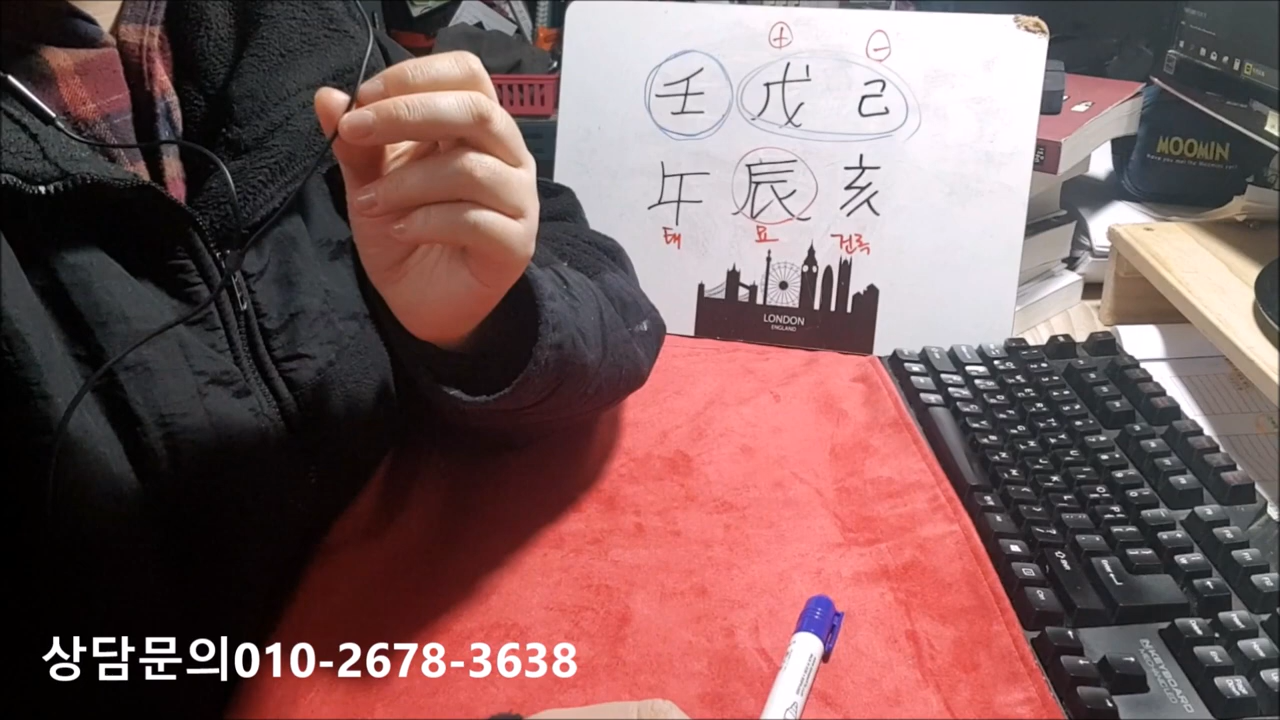 ⊕ ⊖
壬 戊 己
午 辰 亥
태 묘 건록
LONDON
ENGLAND
MOOMIN
KEYBOARD
상담문의010-2678-3638